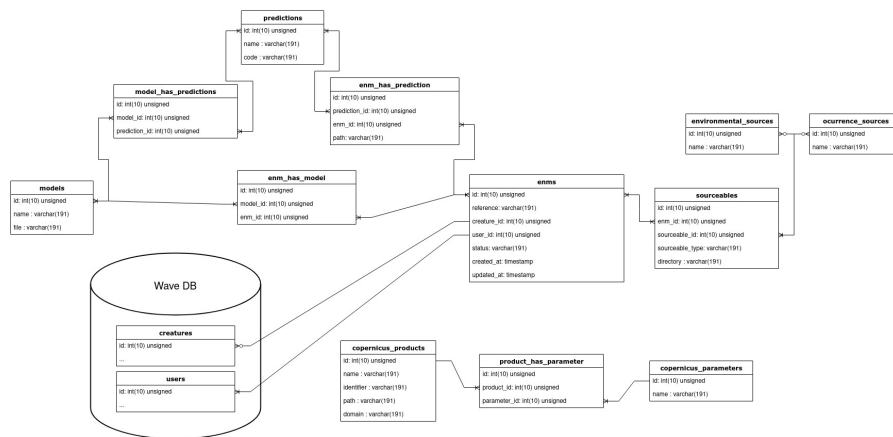 predictions
id: int(10) unsigned
name : varchar(191)
code : varchar(191)
model_has_predictions
id: int(10) unsigned
model_id: int(10) unsigned
prediction_id: int(10) unsigned
enm_has_prediction
id: int(10) unsigned
prediction_id: int(10) unsigned
enm_id: int(10) unsigned
path: varchar(191)
environmental_sources
id: int(10) unsigned
name : varchar(191)
ocurrence_sources
id: int(10) unsigned
name : varchar(191)
models
id: int(10) unsigned
name : varchar(191)
file : varchar(191)
enm_has_model
id: int(10) unsigned
model_id: int(10) unsigned
enm_id: int(10) unsigned
enms
id: int(10) unsigned
reference: varchar(191)
creature_id: int(10) unsigned
user_id: int(10) unsigned
status: varchar(191)
created_at: timestamp
updated_at: timestamp
sourceables
id: int(10) unsigned
enm_id: int(10) unsigned
sourceable_id: int(10) unsigned
sourceable_type: varchar(191)
directory : varchar(191)
Wave DB
creatures
id: int(10) unsigned
...
users
id: int(10) unsigned
...
copernicus_products
id: int(10) unsigned
name : varchar(191)
identifier : varchar(191)
path : varchar(191)
domain : varchar(191)
product_has_parameter
id: int(10) unsigned
product_id: int(10) unsigned
parameter_id: int(10) unsigned
copernicus_parameters
id: int(10) unsigned
name : varchar(191)